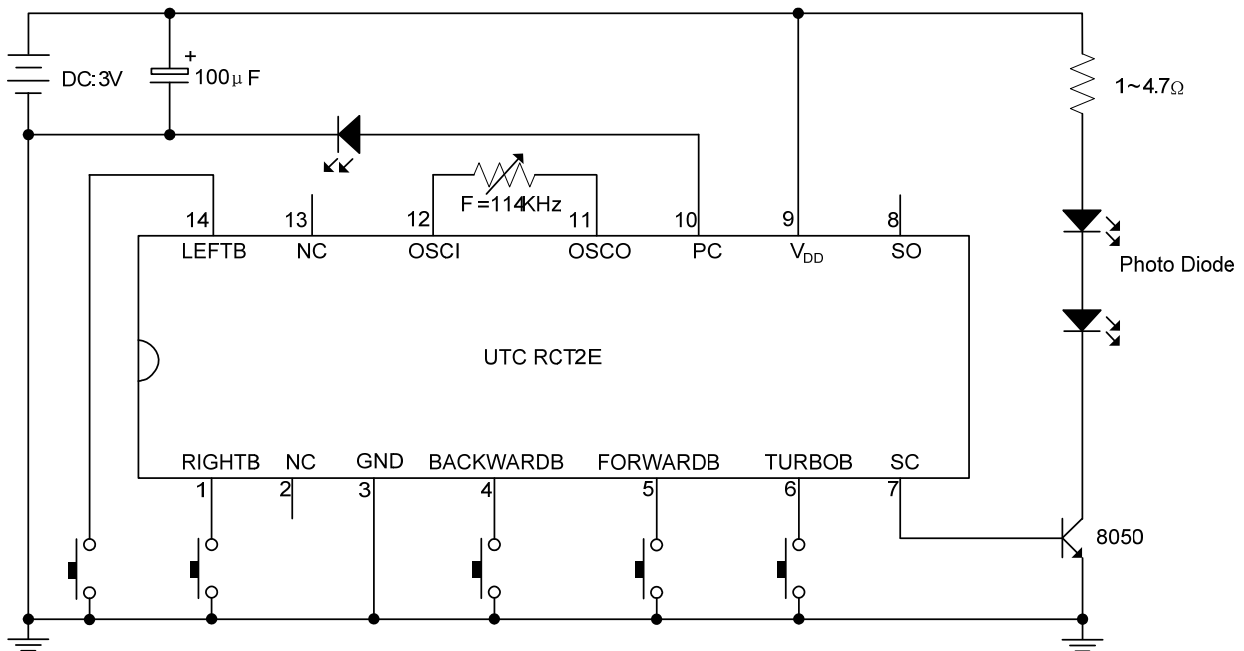 +
DC:3V
100μF
1~4.7Ω
F=114KHz
14 13 12 11 10 9 8
LEFTB NC OSCI OSCO PC VDD SO
Photo Diode
UTC RCT2E
RIGHTB NC GND BACKWARDB FORWARDB TURBOB SC
1 2 3 4 5 6 7
8050